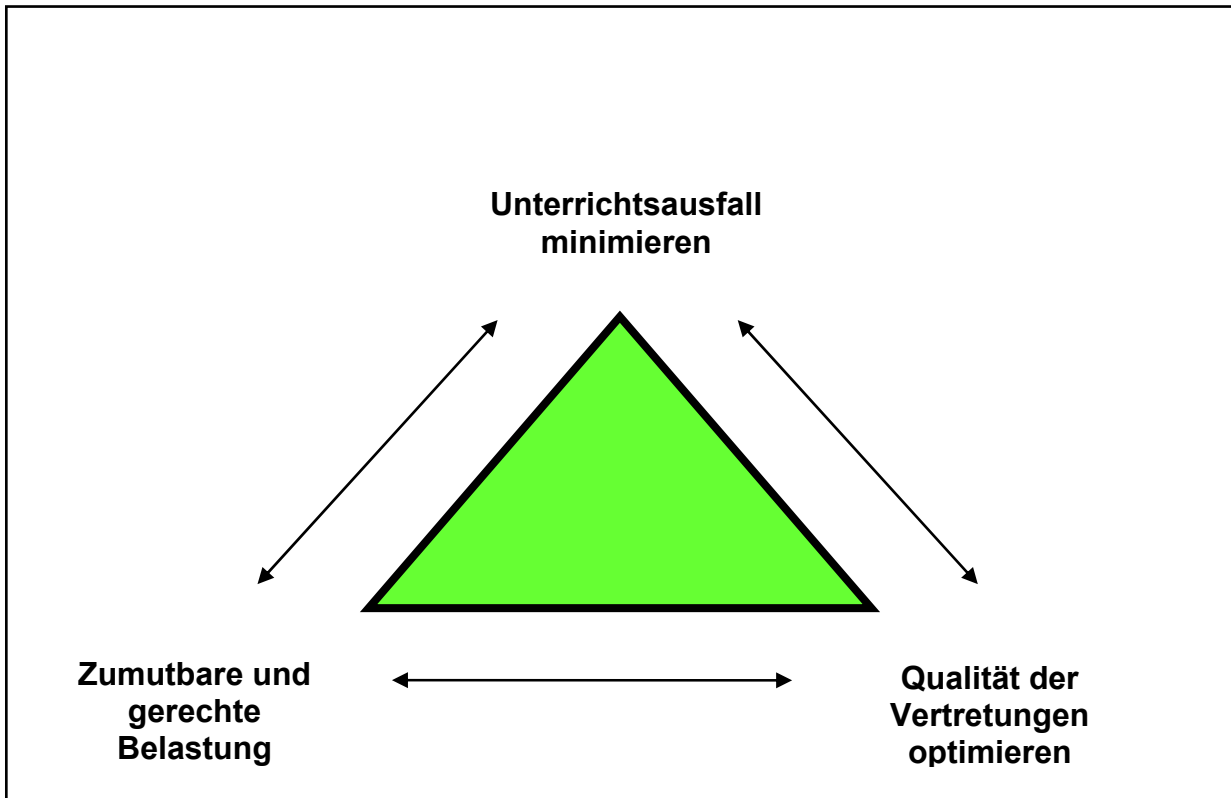 Unterrichtsausfall
minimieren
Zumutbare und
gerechte
Belastung
Qualität der
Vertretungen
optimieren